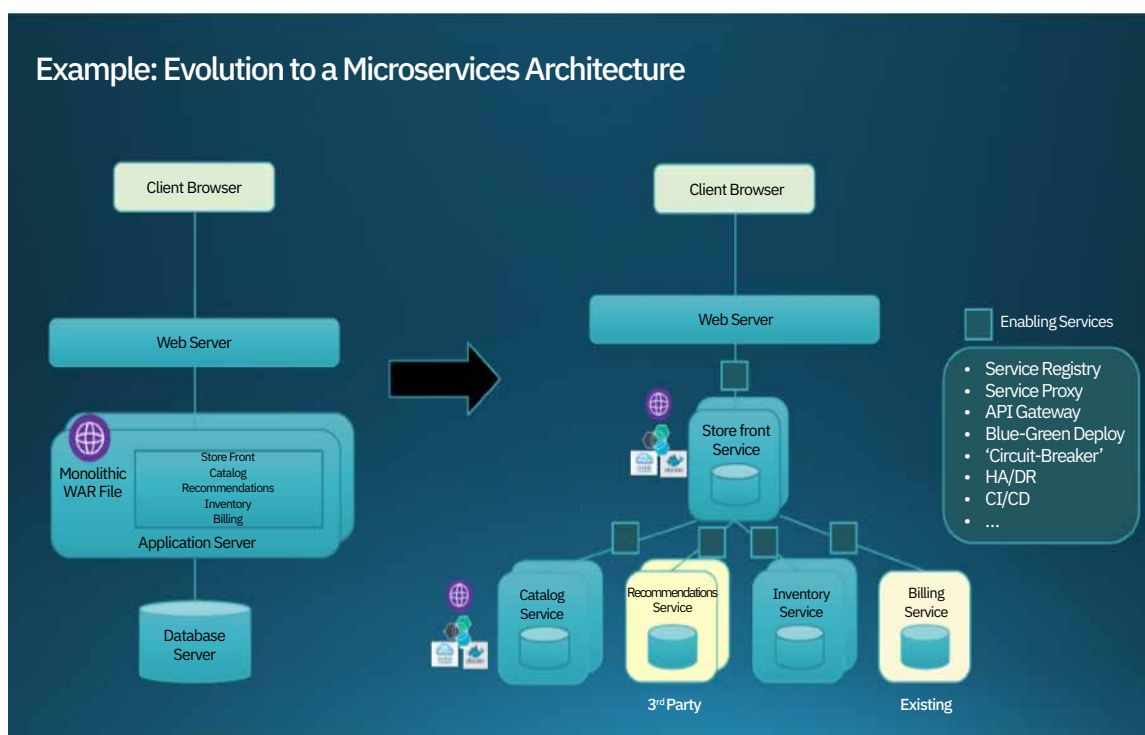 Example: Evolution to a Microservices Architecture
Client Browser
Web Server
Monolithic
WAR File
Store Front
Catalog
Recommendations
Inventory
Billing
Application Server
Database
Server
Client Browser
Web Server
Store front
Service
Catalog
Service
Recommendations
Service
Inventory
Service
Billing
Service
3rd Party
Existing
Enabling Services
• Service Registry
• Service Proxy
• API Gateway
• Blue-Green Deploy
• ‘Circuit-Breaker’
• HA/DR
• CI/CD
• ...